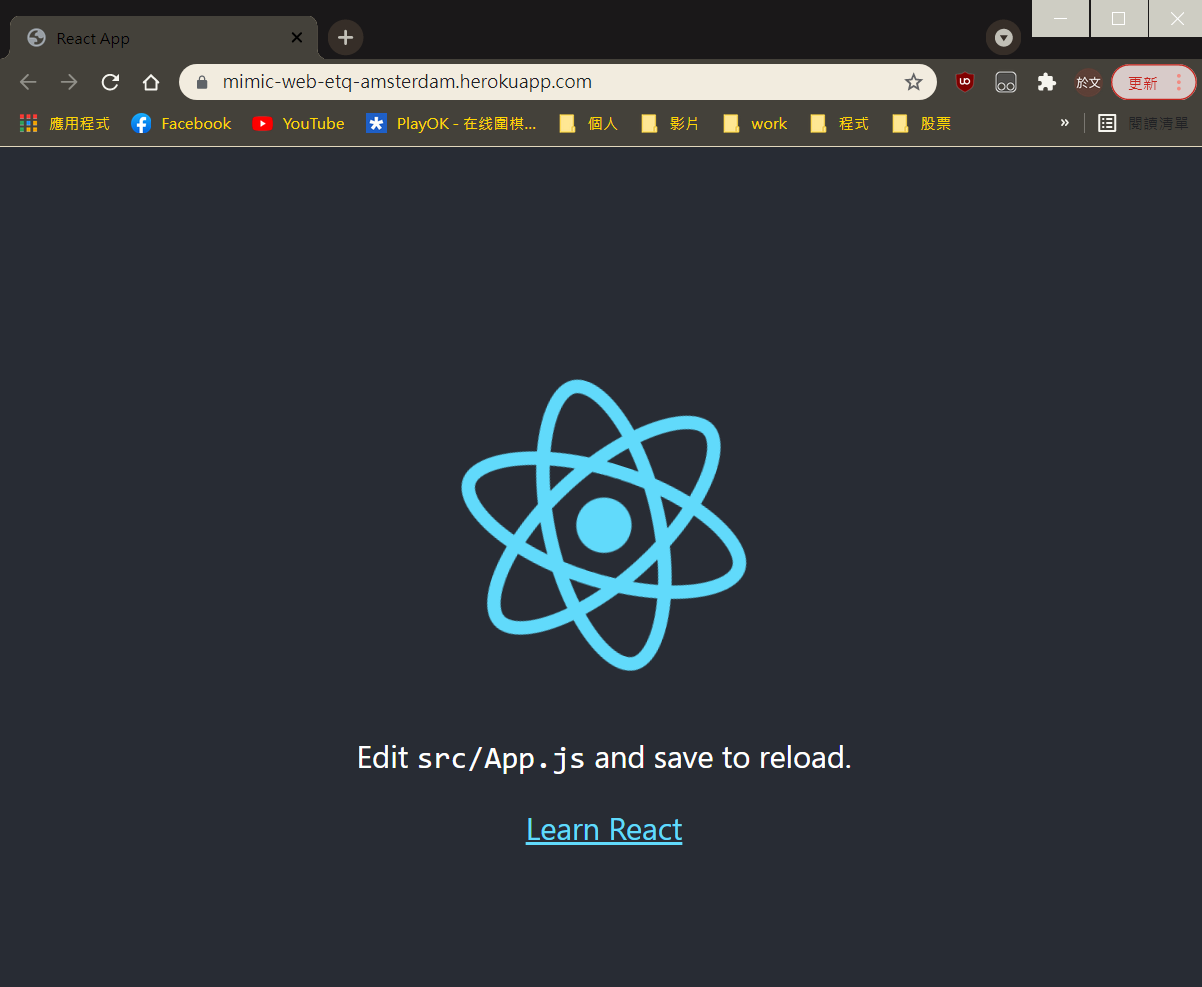 React App
mimic-web-etq-amsterdam.herokuapp.com
於文
更新
應用程式 Facebook YouTube PlayOK - 在线圍棋... 個人 影片 work 程式 股票 » 閱讀清單
Edit src/App.js and save to reload.
Learn React